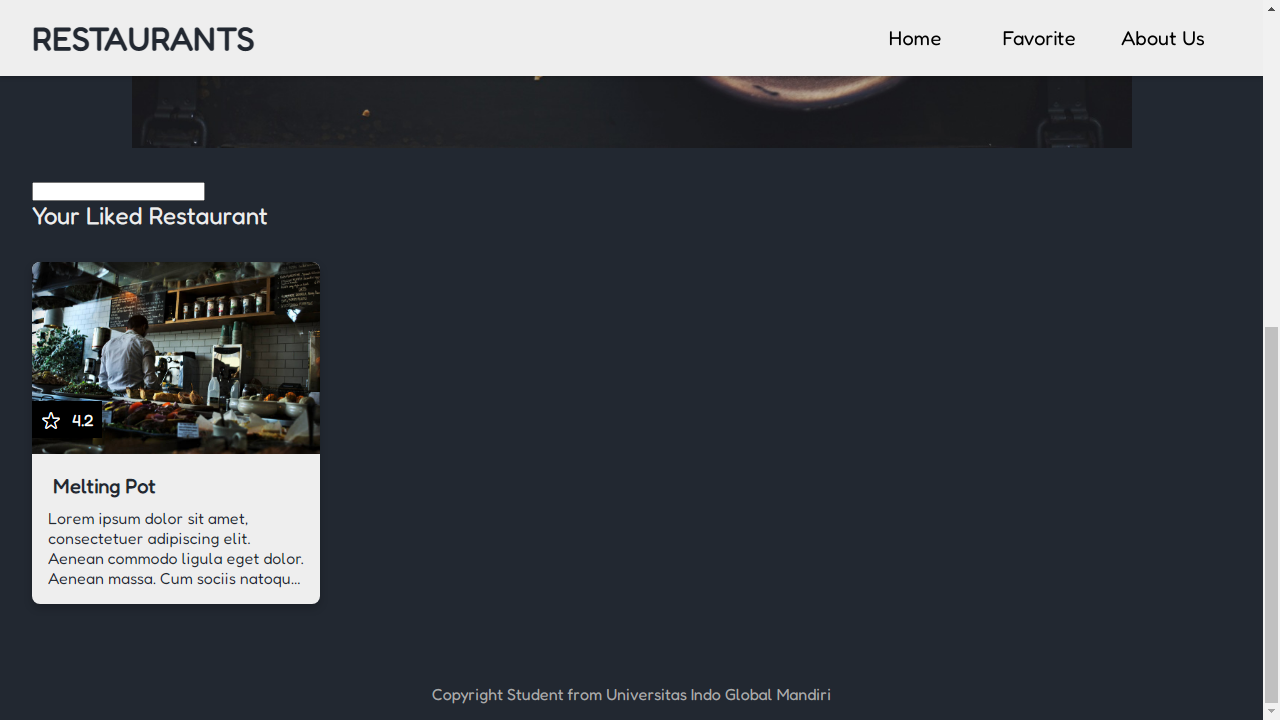 RESTAURANTS
Home Favorite About Us
Your Liked Restaurant
4.2
Melting Pot
Lorem ipsum dolor sit amet,
consectetuer adipiscing elit.
Aenean commodo ligula eget dolor.
Aenean massa. Cum sociis natoqu...
Copyright Student from Universitas Indo Global Mandiri